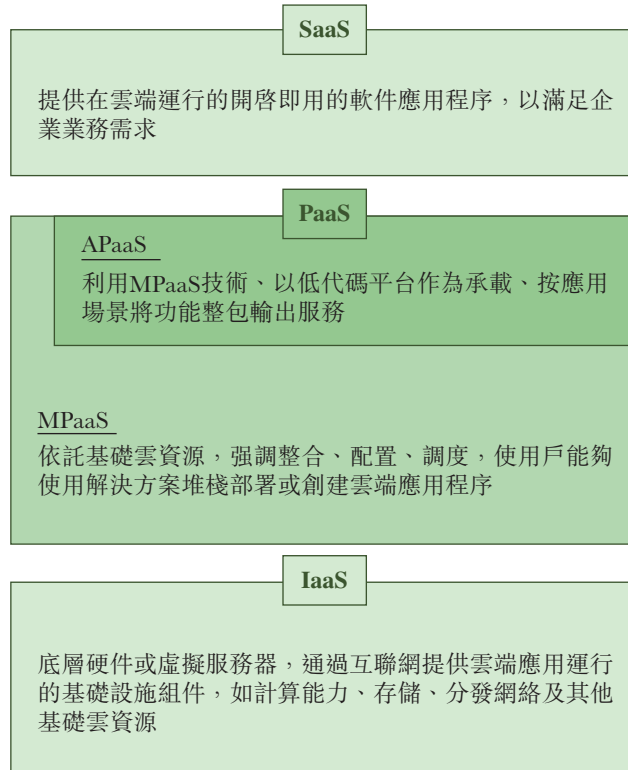 SaaS
提供在雲端運行的開啓即用的軟件應用程序，以滿足企
業業務需求
PaaS
APaaS
利用MPaaS技術、以低代碼平台作為承載、按應用
場景將功能整包輸出服務
MPaaS
依託基礎雲資源，强調整合、配置、調度，使用戶能夠
使用解決方案堆棧部署或創建雲端應用程序
IaaS
底層硬件或虛擬服務器，通過互聯網提供雲端應用運行
的基礎設施組件，如計算能力、存儲、分發網絡及其他
基礎雲資源